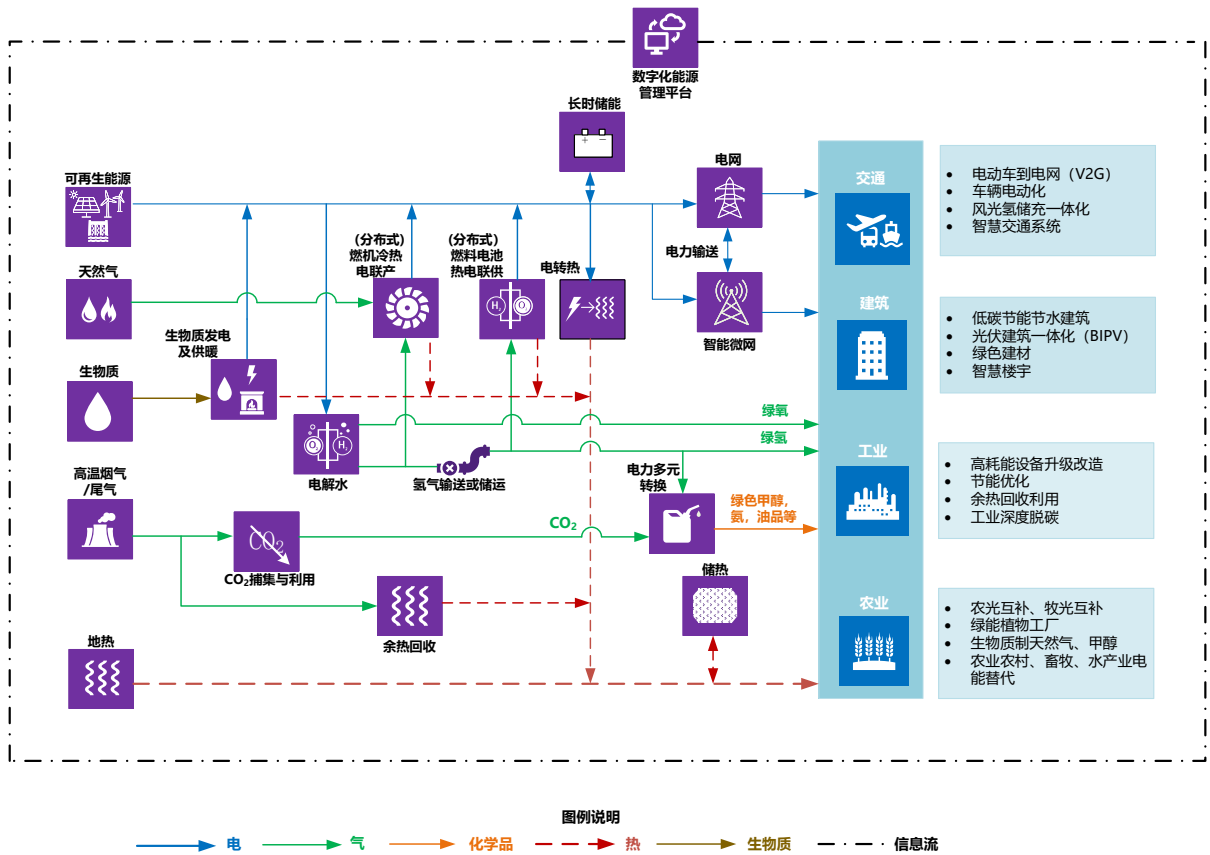 数字化能源
管理平台
长时储能
可再生能源
电网
交通
电动车到电网（V2G）
车辆电动化
风光氢储充一体化
智慧交通系统
(分布式)
燃机冷热
电联产
(分布式)
燃料电池
热电联供
电转热
电力输送
天然气
H₂
O₂
智能微网
建筑
低碳节能节水建筑
光伏建筑一体化（BIPV）
绿色建材
智慧楼宇
生物质发电
及供暖
生物质
绿氧
O₂
H₂
绿氢
电解水
氢气输送或储运
高温烟气
/尾气
电力多元
转换
工业
高耗能设备升级改造
节能优化
余热回收利用
工业深度脱碳
绿色甲醇，
氨，油品等
CO₂
CO₂
CO₂捕集与利用
储热
余热回收
地热
农业
农光互补、牧光互补
绿能植物工厂
生物质制天然气、甲醇
农业农村、畜牧、水产业电
能替代
图例说明
电
气
化学品
热
生物质
信息流